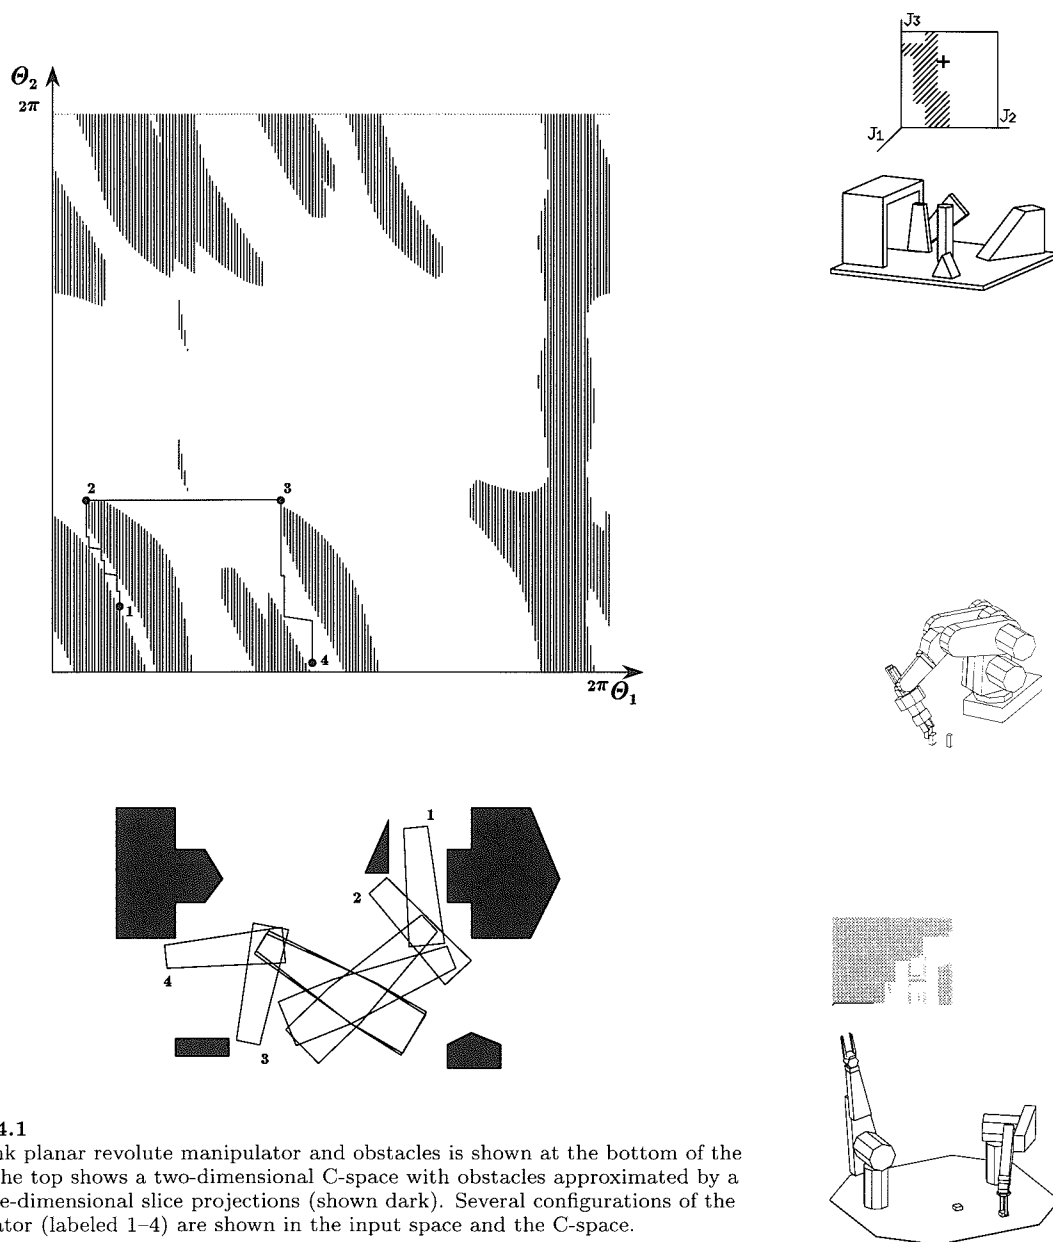 Θ2
2π
2
3
1
4
2π Θ1
1
2
4
3
4.1
nk planar revolute manipulator and obstacles is shown at the bottom of the
he top shows a two-dimensional C-space with obstacles approximated by a
e-dimensional slice projections (shown dark). Several configurations of the
ator (labeled 1–4) are shown in the input space and the C-space.
J3
J2
J1